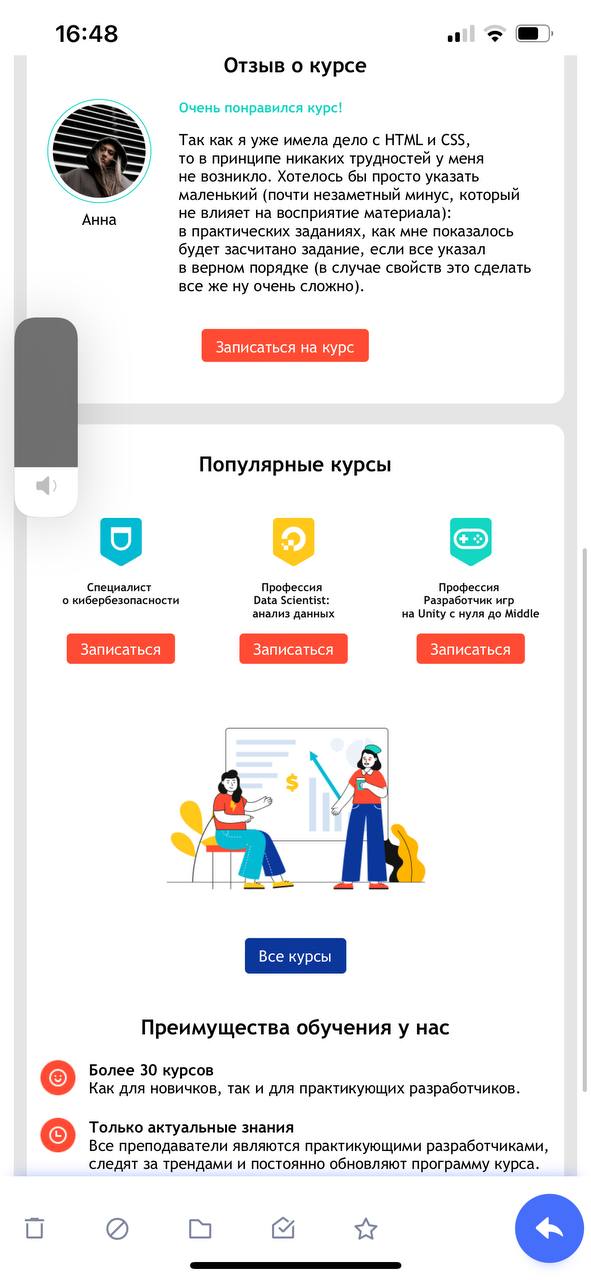 16:48
Отзыв о курсе
Очень понравился курс!
Так как я уже имела дело с HTML и CSS,
то в принципе никаких трудностей у меня
не возникло. Хотелось бы просто указать
маленький (почти незаметный минус, который
не влияет на восприятие материала):
в практических заданиях, как мне показалось
будет засчитано задание, если все указал
в верном порядке (в случае свойств это сделать
все же ну очень сложно).
Анна
Записаться на курс
Популярные курсы
Специалист
о кибербезопасности
Записаться
Профессия
Data Scientist:
анализ данных
Записаться
Профессия
Разработчик игр
на Unity с нуля до Middle
Записаться
$
Все курсы
Преимущества обучения у нас
Более 30 курсов
Как для новичков, так и для практикующих разработчиков.
Только актуальные знания
Все преподаватели являются практикующими разработчиками,
следят за трендами и постоянно обновляют программу курса.